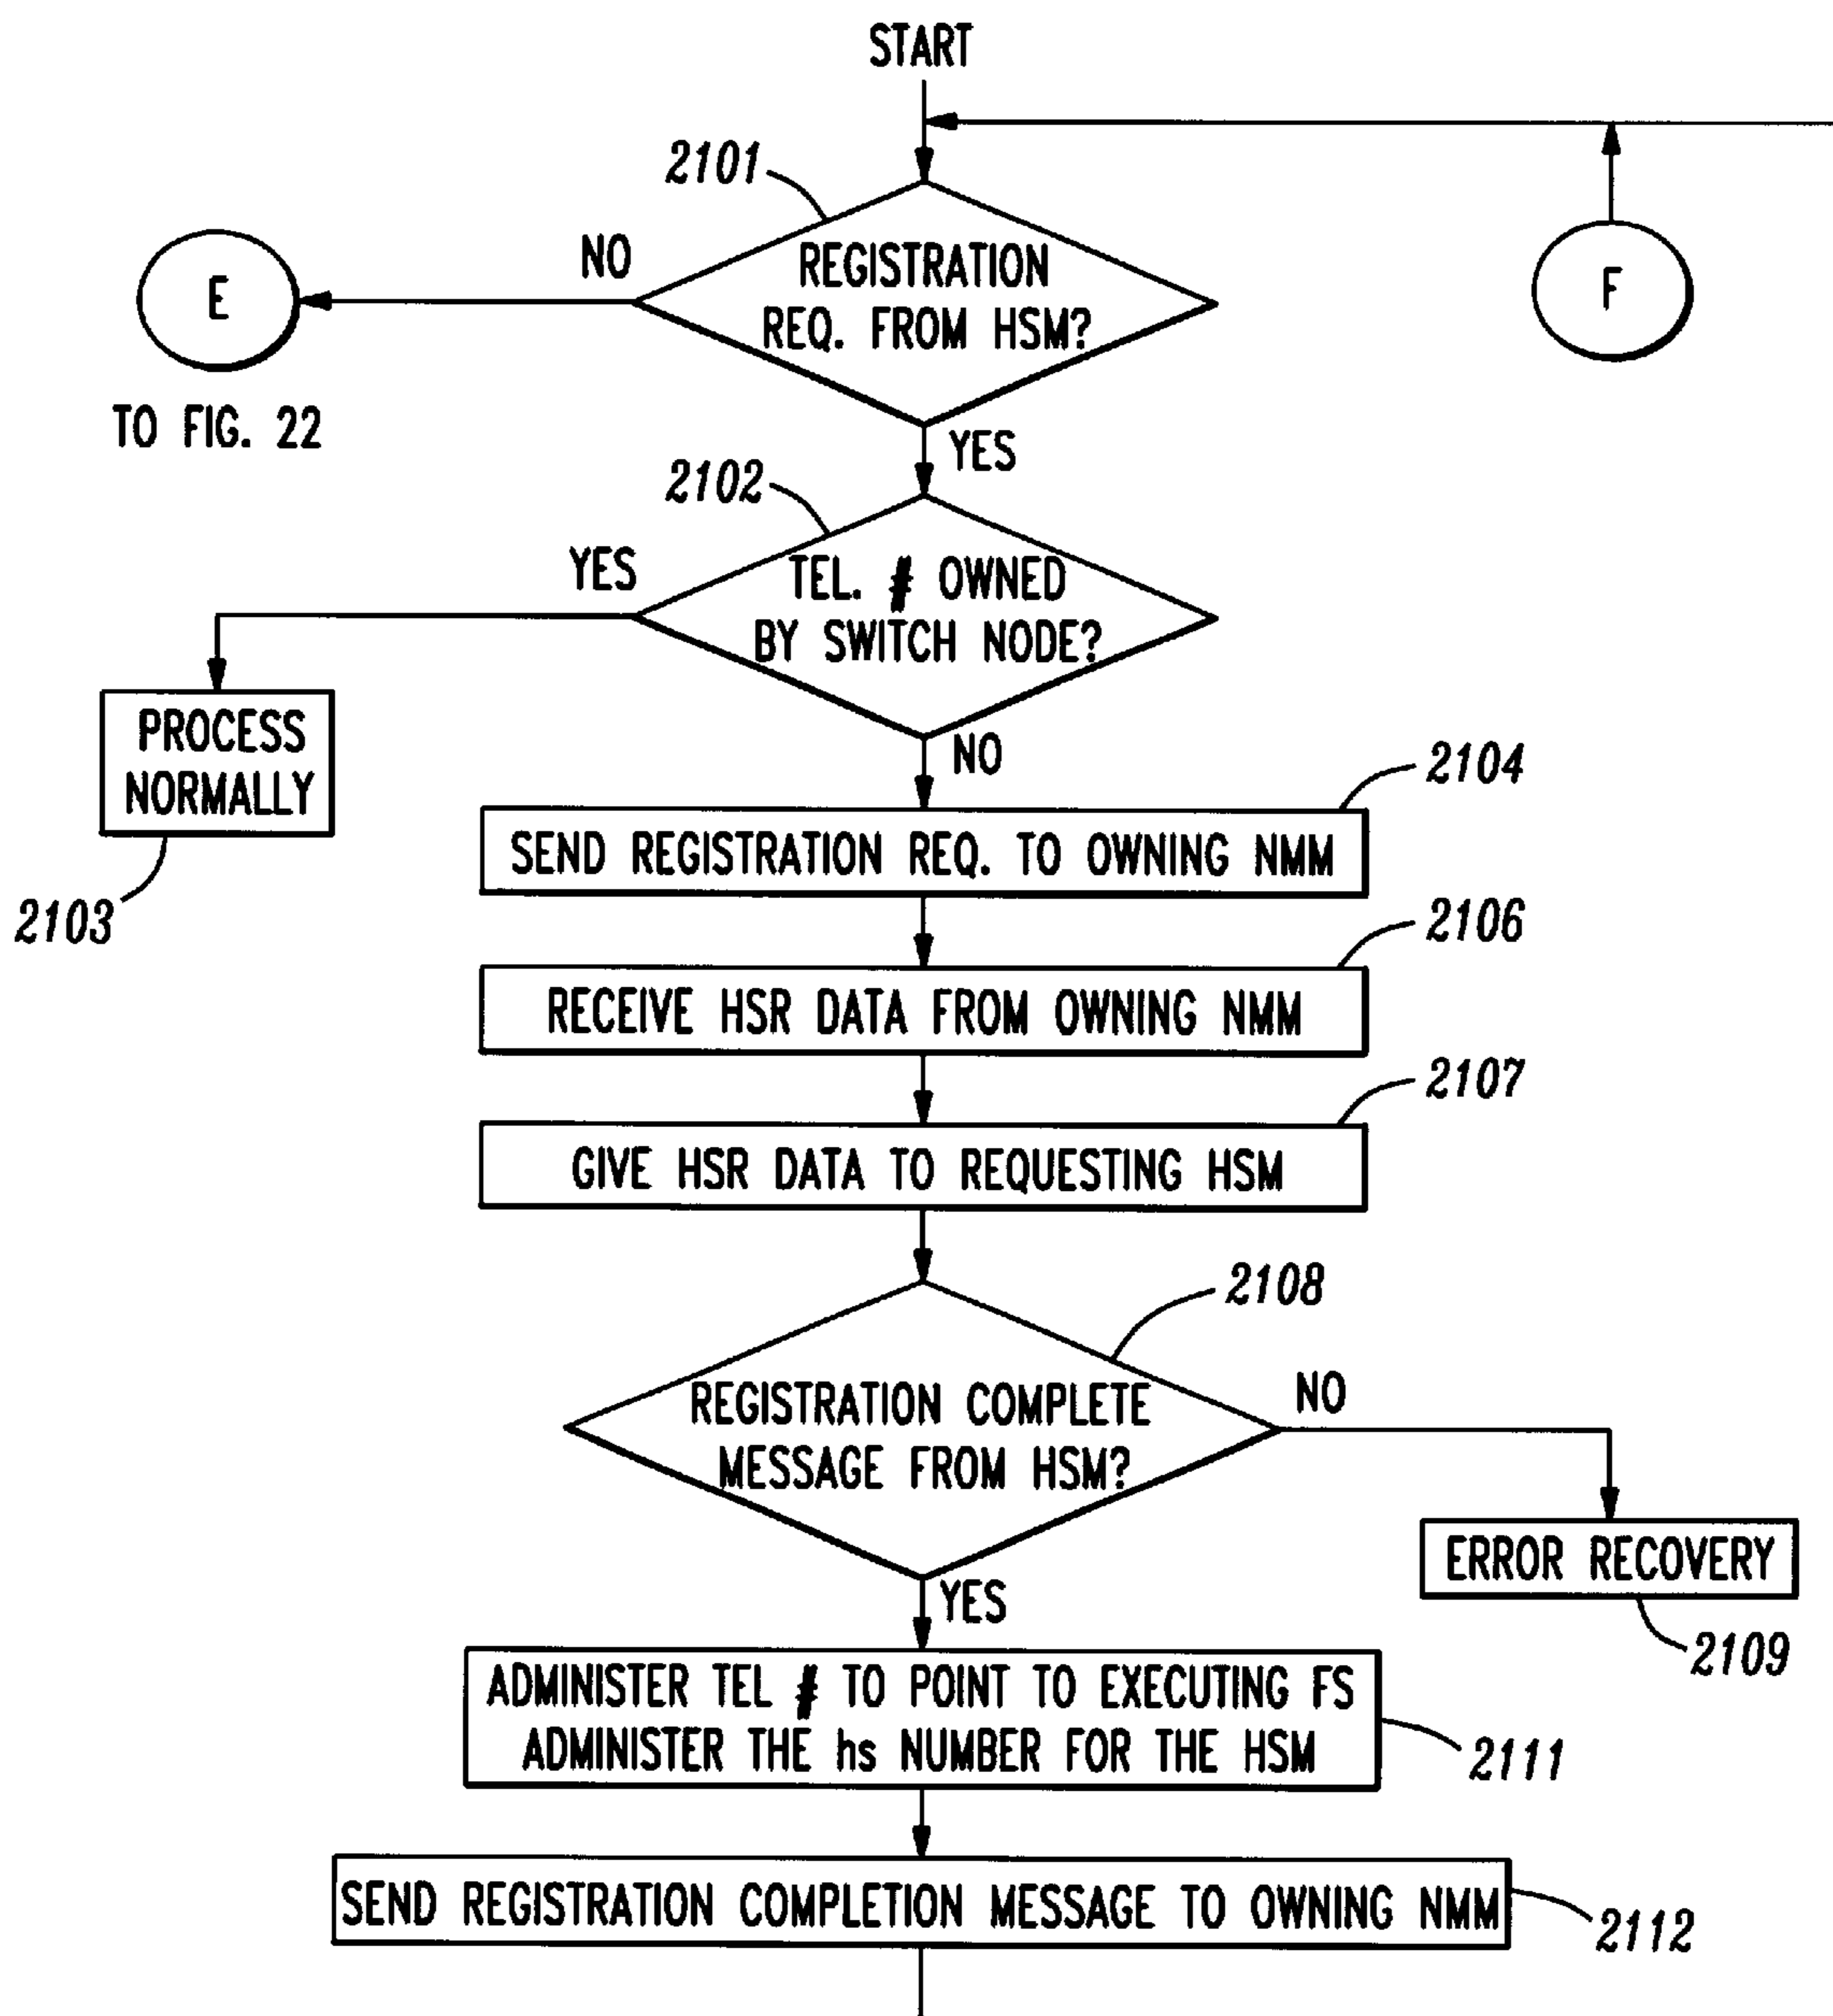 START
2101
NO
REGISTRATION
REQ. FROM HSM?
E
F
TO FIG. 22
YES
2102
YES
TEL. # OWNED
BY SWITCH NODE?
PROCESS
NORMALLY
2103
NO
2104
SEND REGISTRATION REQ. TO OWNING NMM
2106
RECEIVE HSR DATA FROM OWNING NMM
2107
GIVE HSR DATA TO REQUESTING HSM
2108
REGISTRATION COMPLETE
MESSAGE FROM HSM?
NO
ERROR RECOVERY
2109
YES
ADMINISTER TEL # TO POINT TO EXECUTING FS
ADMINISTER THE hs NUMBER FOR THE HSM
2111
SEND REGISTRATION COMPLETION MESSAGE TO OWNING NMM
2112